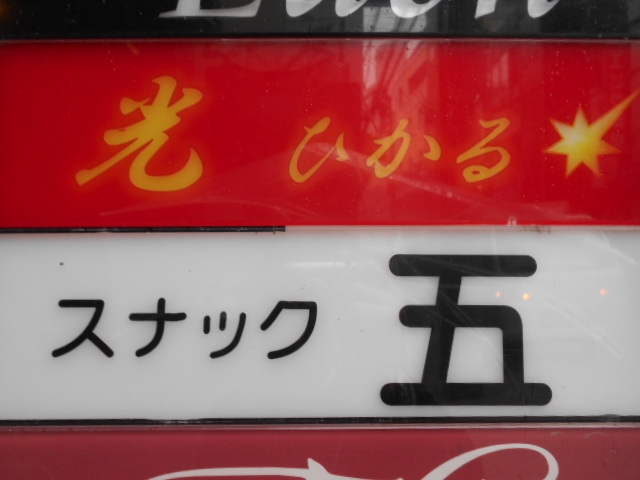 光 ひかる
スナック 五